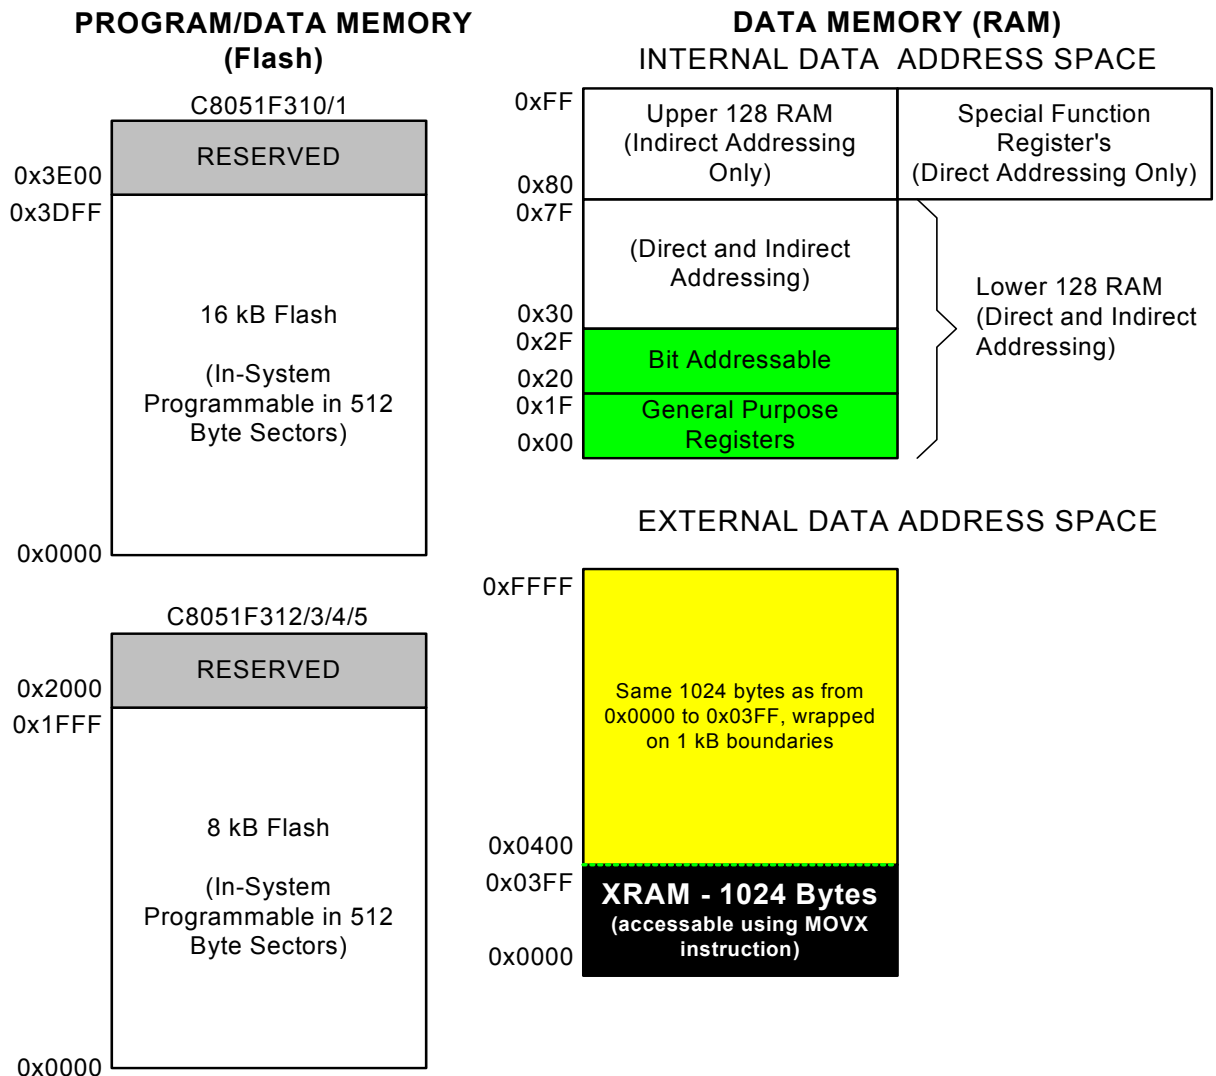 PROGRAM/DATA MEMORY
(Flash)
C8051F310/1
RESERVED
0x3E00
0x3DFF
16 kB Flash
(In-System
Programmable in 512
Byte Sectors)
0x0000
C8051F312/3/4/5
RESERVED
0x2000
0x1FFF
8 kB Flash
(In-System
Programmable in 512
Byte Sectors)
0x0000
DATA MEMORY (RAM)
INTERNAL DATA ADDRESS SPACE
0xFF
Upper 128 RAM
(Indirect Addressing
Only)
0x80
Special Function
Register's
(Direct Addressing Only)
0x7F
(Direct and Indirect
Addressing)
0x30
0x2F
Bit Addressable
0x20
0x1F
General Purpose
Registers
0x00
Lower 128 RAM
(Direct and Indirect
Addressing)
EXTERNAL DATA ADDRESS SPACE
0xFFFF
Same 1024 bytes as from
0x0000 to 0x03FF, wrapped
on 1 kB boundaries
0x0400
0x03FF
XRAM - 1024 Bytes
(accessable using MOVX
instruction)
0x0000